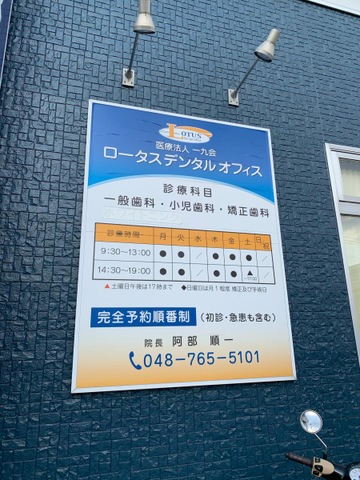 LOTUS
医療法人 一九会
ロータスデンタルオフィス
診療科目
一般歯科・小児歯科・矯正歯科
診療時間 月 火 水 木 金 土 日/祝
9:30~13:00 ● ● / ● ● ● /
14:30~19:00 ● ● / ● ● ▲ /
▲土曜日午後は17時まで ●日曜日は月1程度 矯正及び手術日
完全予約順番制 (初診・急患も含む)
院長 阿部 順一
048-765-5101